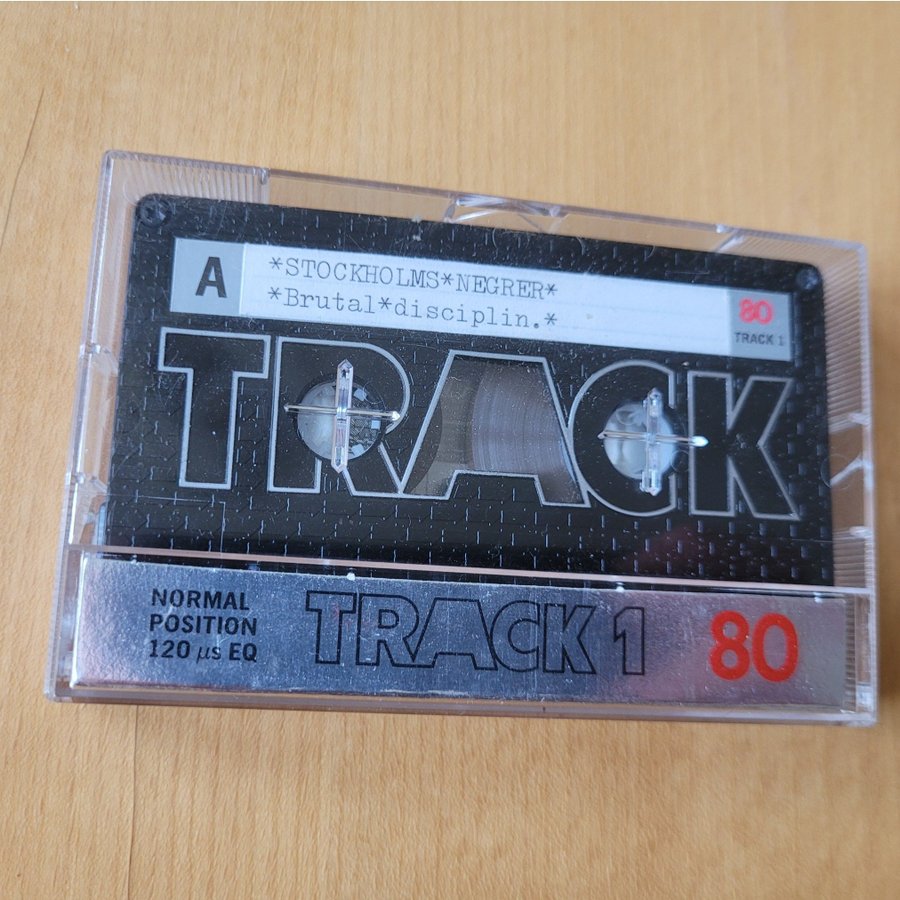 A
*STOCKHOLMS*NEGRER*
*Brutal*disciplin.*
80
TRACK 1
TRACK
NORMAL
POSITION
120 µs EQ
TRACK 1
80